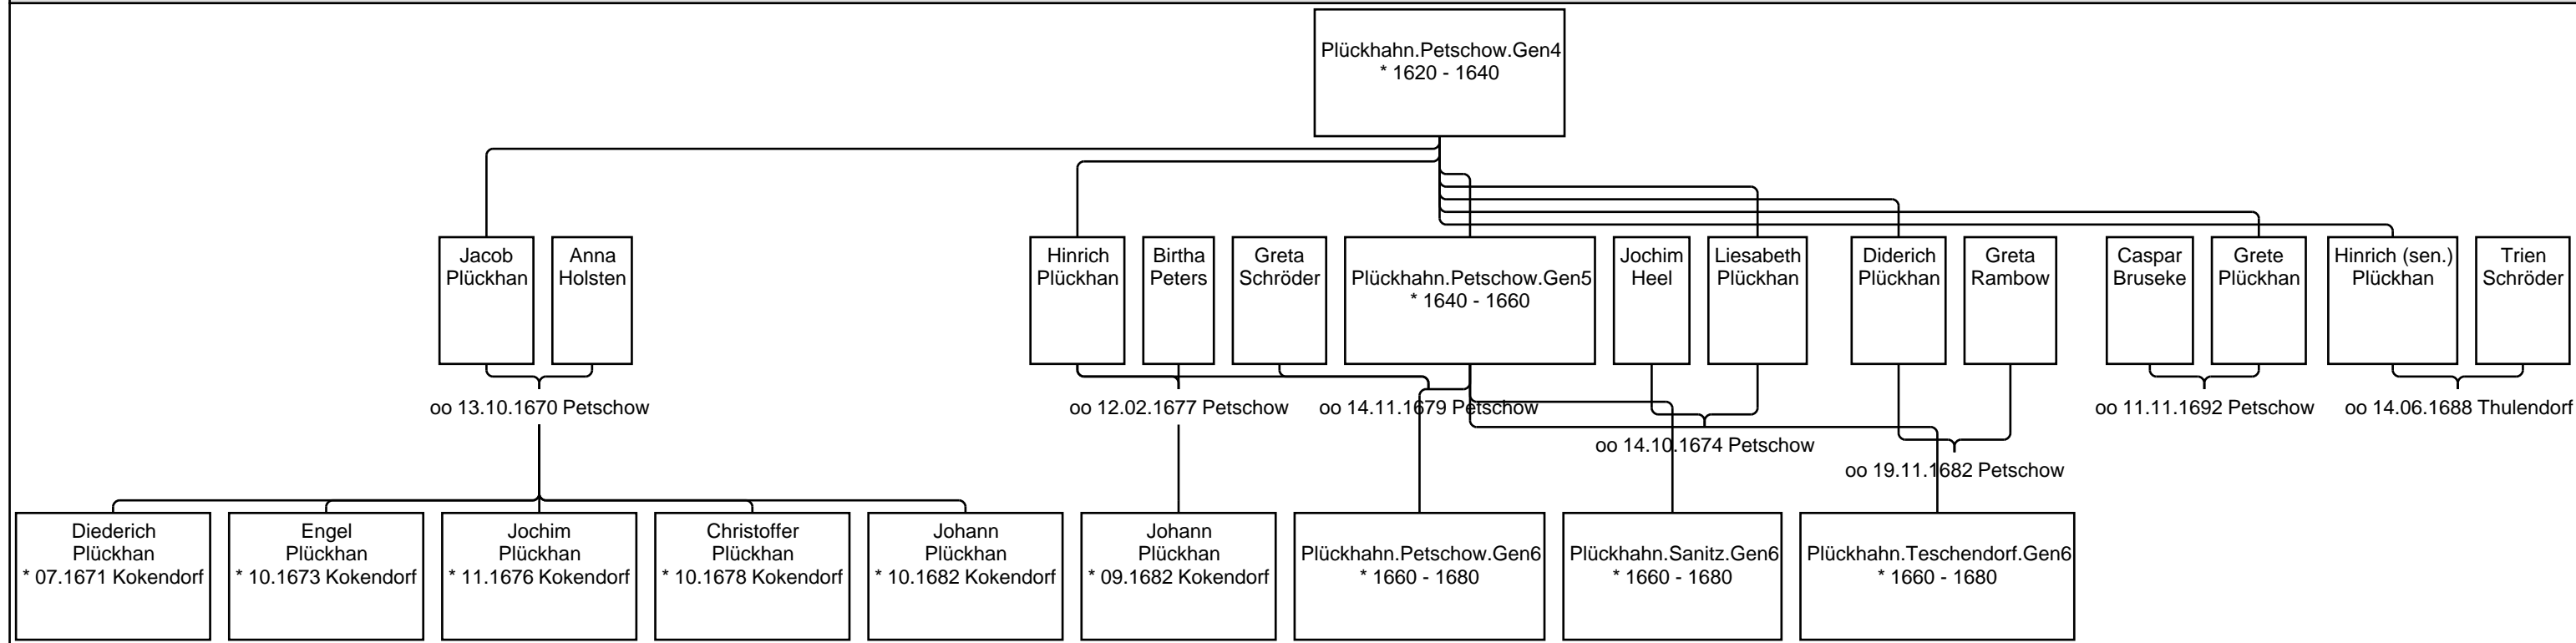 Plückhahn.Petschow.Gen4
* 1620 - 1640
Jacob
Plückhan
Anna
Holsten
Hinrich
Plückhan
Birtha
Peters
Greta
Schröder
Plückhahn.Petschow.Gen5
* 1640 - 1660
Jochim
Heel
Liesabeth
Plückhan
Diderich
Plückhan
Greta
Rambow
Caspar
Bruseke
Grete
Plückhan
Hinrich (sen.)
Plückhan
Trien
Schröder
oo 13.10.1670 Petschow
oo 12.02.1677 Petschow
oo 14.11.1679 Petschow
oo 14.10.1674 Petschow
oo 19.11.1682 Petschow
oo 11.11.1692 Petschow
oo 14.06.1688 Thulendorf
Diederich
Plückhan
* 07.1671 Kokendorf
Engel
Plückhan
* 10.1673 Kokendorf
Jochim
Plückhan
* 11.1676 Kokendorf
Christoffer
Plückhan
* 10.1678 Kokendorf
Johann
Plückhan
* 10.1682 Kokendorf
Johann
Plückhan
* 09.1682 Kokendorf
Plückhahn.Petschow.Gen6
* 1660 - 1680
Plückhahn.Sanitz.Gen6
* 1660 - 1680
Plückhahn.Teschendorf.Gen6
* 1660 - 1680